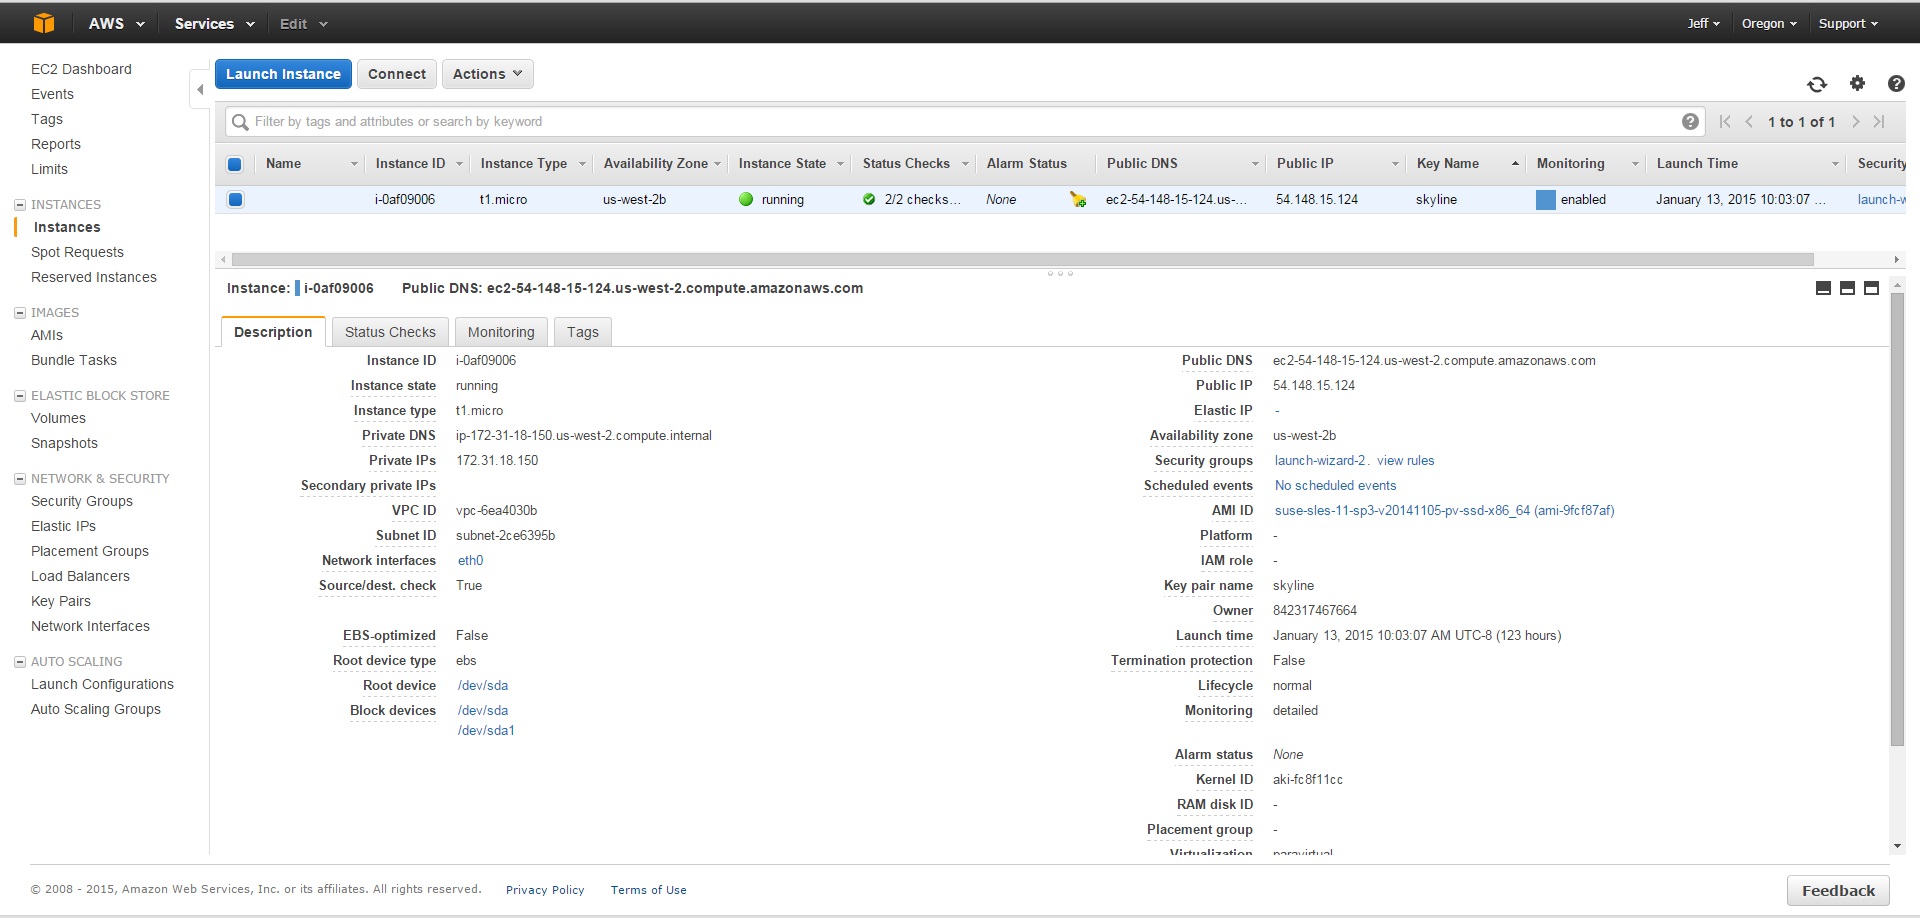 AWS Services Edit Jeff Oregon Support
EC2 Dashboard
Events
Tags
Reports
Limits
INSTANCES
Instances
Spot Requests
Reserved Instances
IMAGES
AMIs
Bundle Tasks
ELASTIC BLOCK STORE
Volumes
Snapshots
NETWORK & SECURITY
Security Groups
Elastic IPs
Placement Groups
Load Balancers
Key Pairs
Network Interfaces
AUTO SCALING
Launch Configurations
Auto Scaling Groups
Launch Instance Connect Actions
Filter by tags and attributes or search by keyword 1 to 1 of 1
Name Instance ID Instance Type Availability Zone Instance State Status Checks Alarm Status Public DNS Public IP Key Name Monitoring Launch Time Security
i-0af09006 t1.micro us-west-2b running 2/2 checks... None ec2-54-148-15-124.us-... 54.148.15.124 skyline enabled January 13, 2015 10:03:07 ... launch-w
Instance: i-0af09006 Public DNS: ec2-54-148-15-124.us-west-2.compute.amazonaws.com
Description Status Checks Monitoring Tags
Instance ID i-0af09006
Instance state running
Instance type t1.micro
Private DNS ip-172-31-18-150.us-west-2.compute.internal
Private IPs 172.31.18.150
Secondary private IPs
VPC ID vpc-6ea4030b
Subnet ID subnet-2ce6395b
Network interfaces eth0
Source/dest. check True
EBS-optimized False
Root device type ebs
Root device /dev/sda
Block devices /dev/sda
/dev/sda1
Public DNS ec2-54-148-15-124.us-west-2.compute.amazonaws.com
Public IP 54.148.15.124
Elastic IP -
Availability zone us-west-2b
Security groups launch-wizard-2. view rules
Scheduled events No scheduled events
AMI ID suse-sles-11-sp3-v20141105-pv-ssd-x86_64 (ami-9fcf87af)
Platform -
IAM role -
Key pair name skyline
Owner 842317467664
Launch time January 13, 2015 10:03:07 AM UTC-8 (123 hours)
Termination protection False
Lifecycle normal
Monitoring detailed
Alarm status None
Kernel ID aki-fc8f11cc
RAM disk ID -
Placement group -
Virtualization paravirtual
© 2008 - 2015, Amazon Web Services, Inc. or its affiliates. All rights reserved. Privacy Policy Terms of Use Feedback